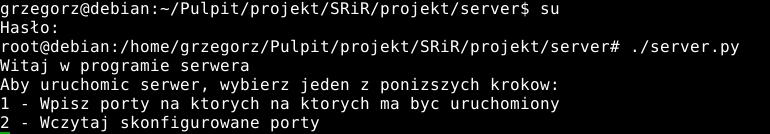 grzegorz@debian:~/Pulpit/projekt/SRiR/projekt/server$ su
Hasło:
root@debian:/home/grzegorz/Pulpit/projekt/SRiR/projekt/server# ./server.py
Witaj w programie serwera
Aby uruchomic serwer, wybierz jeden z ponizszych krokow:
1 - Wpisz porty na ktorych na ktorych ma byc uruchomiony
2 - Wczytaj skonfigurowane porty